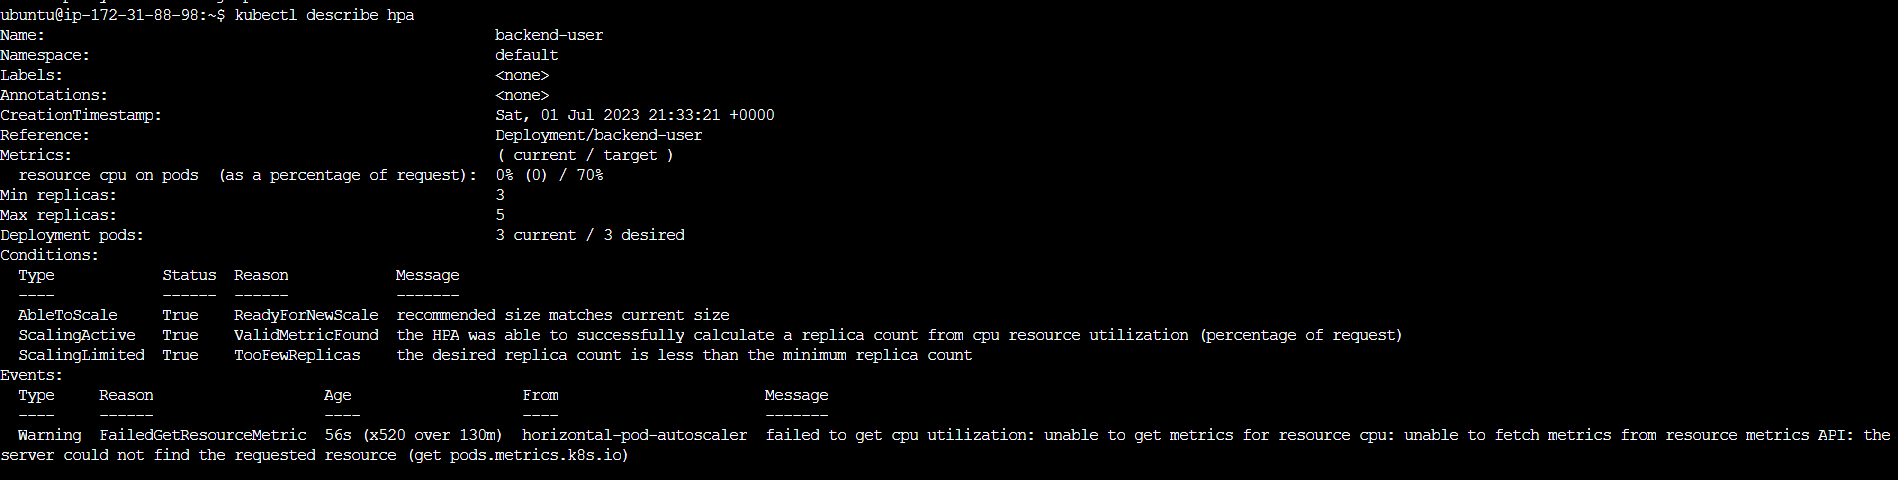 ubuntu@ip-172-31-88-98:~$ kubectl describe hpa
Name: backend-user
Namespace: default
Labels: <none>
Annotations: <none>
CreationTimestamp: Sat, 01 Jul 2023 21:33:21 +0000
Reference: Deployment/backend-user
Metrics: ( current / target )
  resource cpu on pods  (as a percentage of request):  0% (0) / 70%
Min replicas: 3
Max replicas: 5
Deployment pods: 3 current / 3 desired
Conditions:
  Type            Status  Reason            Message
  ----            ------  ------            -------
  AbleToScale     True    ReadyForNewScale  recommended size matches current size
  ScalingActive   True    ValidMetricFound  the HPA was able to successfully calculate a replica count from cpu resource utilization (percentage of request)
  ScalingLimited  True    TooFewReplicas    the desired replica count is less than the minimum replica count
Events:
  Type     Reason                   Age                   From                       Message
  ----     ------                   ----                  ----                       -------
  Warning  FailedGetResourceMetric  56s (x520 over 130m)  horizontal-pod-autoscaler  failed to get cpu utilization: unable to get metrics for resource cpu: unable to fetch metrics from resource metrics API: the
server could not find the requested resource (get pods.metrics.k8s.io)